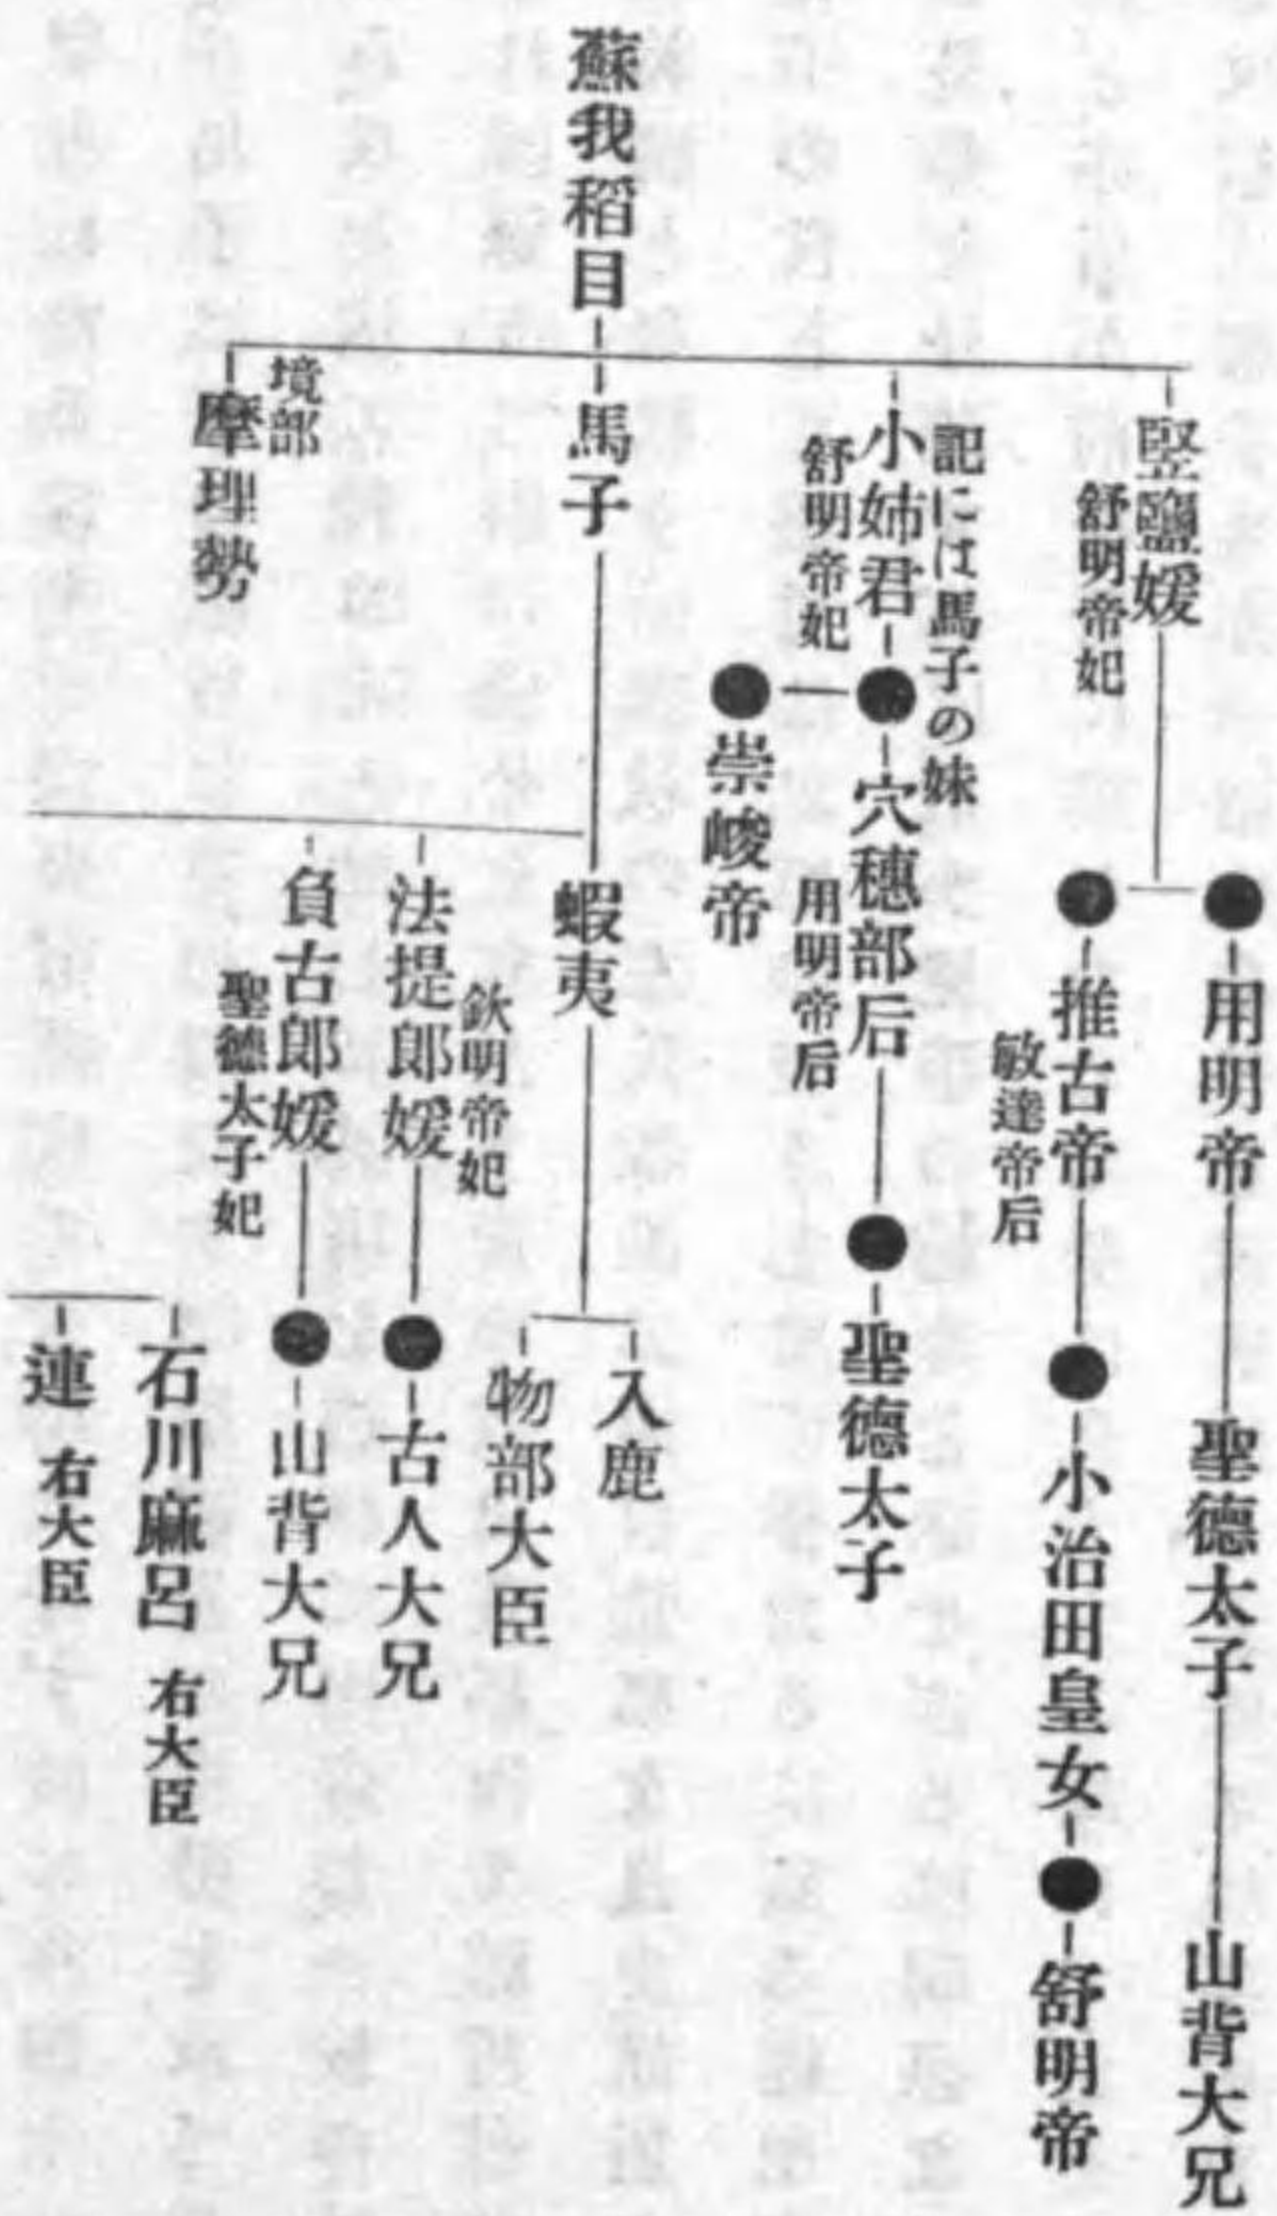 蘇我稻目
竪鹽媛
舒明帝妃
用明帝
聖德太子
山背大兄
推古帝
敏達帝后
小治田皇女
舒明帝
記には馬子の妹
小姉君
舒明帝妃
穴穗部后
用明帝后
聖德太子
崇峻帝
馬子
蝦夷
入鹿
物部大臣
欽明帝妃
法提郎媛
古人大兄
負古郎媛
聖德太子妃
山背大兄
石川麻呂 右大臣
連 右大臣
境部
摩理勢